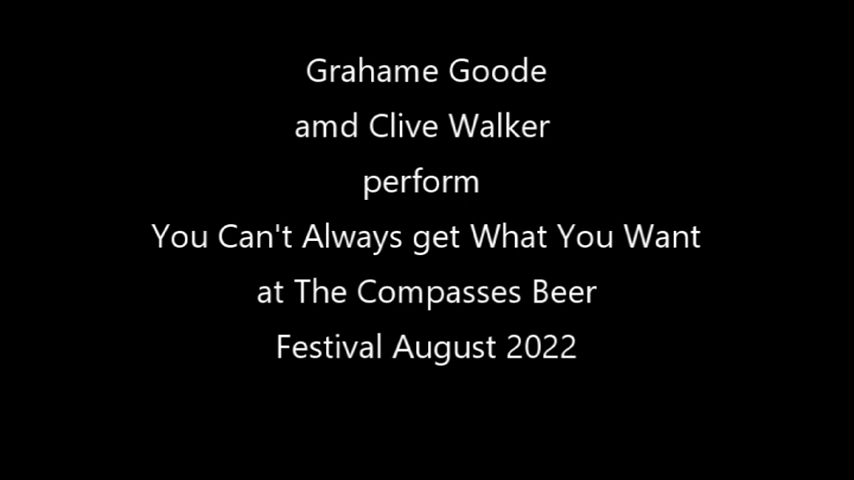 Grahame Goode
amd Clive Walker
perform
You Can't Always get What You Want
at The Compasses Beer
Festival August 2022